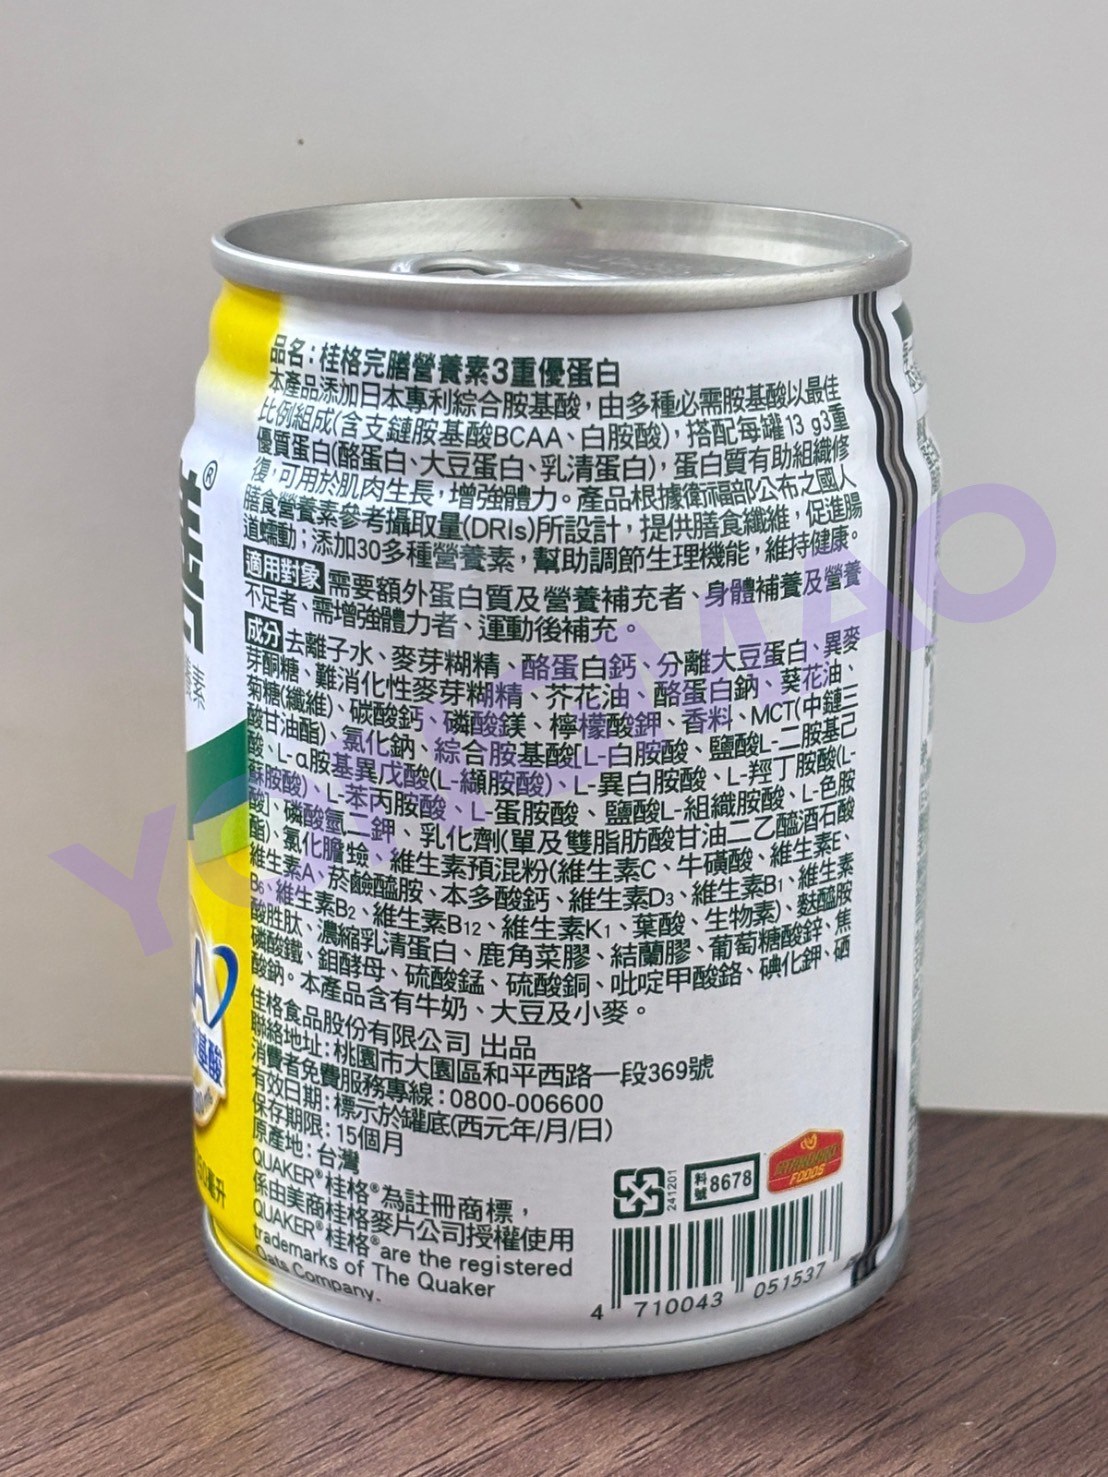 品名:桂格完膳營養素3重優蛋白
本產品添加日本專利綜合胺基酸，由多種必需胺基酸以最佳
比例組成(含支鏈胺基酸BCAA、白胺酸)，搭配每罐13 g3重
優質蛋白(酪蛋白、大豆蛋白、乳清蛋白)，蛋白質有助組織修
復，可用於肌肉生長，增強體力。產品根據衛福部公布之國人
膳食營養素參考攝取量(DRIs)所設計，提供膳食纖維，促進腸
道蠕動；添加30多種營養素，幫助調節生理機能，維持健康。
適用對象 需要額外蛋白質及營養補充者、身體補養及營養
不足者、需增強體力者、運動後補充。
成分 去離子水、麥芽糊精、酪蛋白鈣、分離大豆蛋白、異麥
芽酮糖、難消化性麥芽糊精、芥花油、酪蛋白鈉、葵花油、
菊糖(纖維)、碳酸鈣、磷酸鎂、檸檬酸鉀、香料、MCT(中鏈三
酸甘油酯)、氯化鈉、綜合胺基酸[L-白胺酸、鹽酸L-二胺基己
酸、L-α胺基異戊酸(L-纈胺酸)、L-異白胺酸、L-羥丁胺酸(L-
蘇胺酸)、L-苯丙胺酸、L-蛋胺酸、鹽酸L-組織胺酸、L-色胺
酸]、磷酸氫二鉀、乳化劑(單及雙脂肪酸甘油二乙醯酒石酸
酯)、氯化膽鹼、維生素預混粉(維生素C、牛磺酸、維生素E、
維生素A、菸鹼醯胺、本多酸鈣、維生素D3、維生素B1、維生素
B6、維生素B2、維生素B12、維生素K1、葉酸、生物素)、麩醯胺
酸胜肽、濃縮乳清蛋白、鹿角菜膠、結蘭膠、葡萄糖酸鋅、焦
磷酸鐵、鉬酵母、硫酸錳、硫酸銅、吡啶甲酸鉻、碘化鉀、硒
酸鈉。本產品含有牛奶、大豆及小麥。
佳格食品股份有限公司 出品
聯絡地址:桃園市大園區和平西路一段369號
消費者免費服務專線:0800-006600
有效日期:標示於罐底(西元年/月/日)
保存期限:15個月
原產地:台灣
QUAKER®桂格®為註冊商標，
係由美商桂格麥片公司授權使用
QUAKER®桂格®are the registered
trademarks of The Quaker
Oats Company.
241201
料號 8678
STANDARD
FOODS
4 710043 051537
養
®
養素
A
基酸
毫升
YOYOMAO